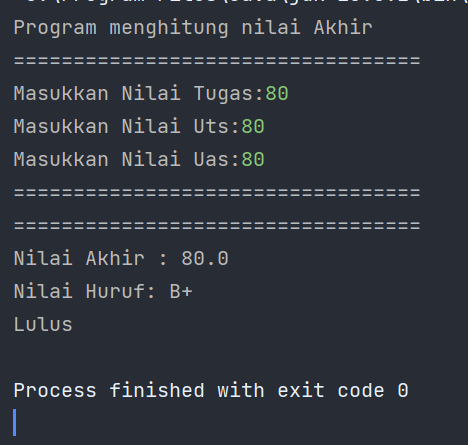 Program menghitung nilai Akhir
==================================
Masukkan Nilai Tugas:80
Masukkan Nilai Uts:80
Masukkan Nilai Uas:80
==================================
==================================
Nilai Akhir : 80.0
Nilai Huruf: B+
Lulus
Process finished with exit code 0